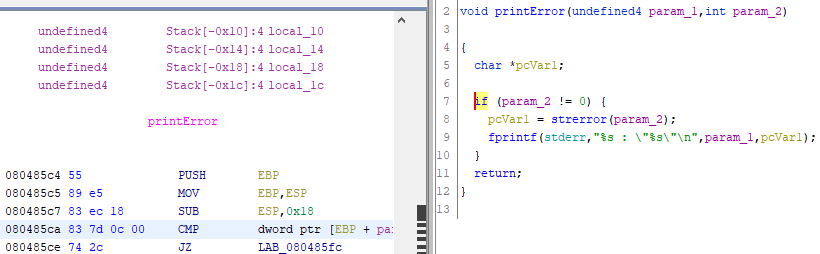 undefined4 Stack[-0x10]:4 local_10
undefined4 Stack[-0x14]:4 local_14
undefined4 Stack[-0x18]:4 local_18
undefined4 Stack[-0x1c]:4 local_1c
printError
080485c4 55 PUSH EBP
080485c5 89 e5 MOV EBP,ESP
080485c7 83 ec 18 SUB ESP,0x18
080485ca 83 7d 0c 00 CMP dword ptr [EBP + par
080485ce 74 2c JZ LAB_080485fc
2 void printError(undefined4 param_1,int param_2)
3
4 {
5 char *pcVar1;
6
7 if (param_2 != 0) {
8 pcVar1 = strerror(param_2);
9 fprintf(stderr,"%s : \"%s\"\n",param_1,pcVar1);
10 }
11 return;
12 }
13